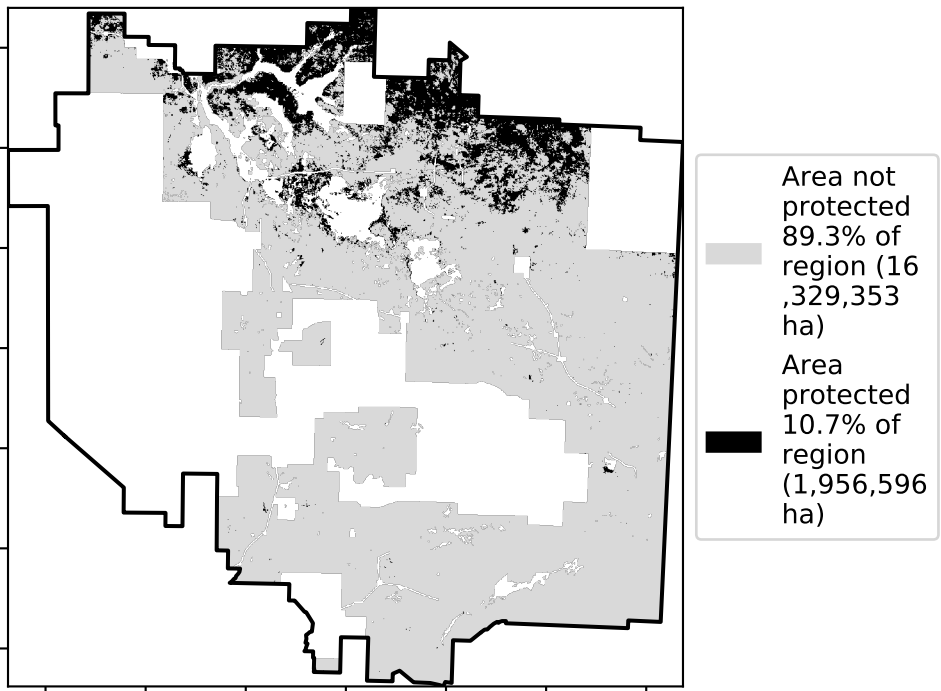 Area not
protected
89.3% of
region (16
,329,353
ha)
Area
protected
10.7% of
region
(1,956,596
ha)